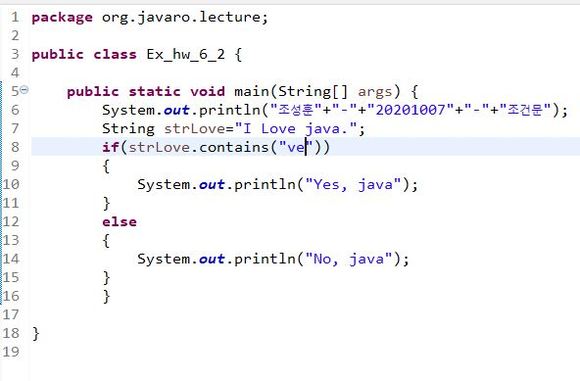 1 package org.javaro.lecture;
2
3 public class Ex_hw_6_2 {
4
5 public static void main(String[] args) {
6 System.out.println("조성훈"+"-"+"20201007"+"-"+"조건문");
7 String strLove="I Love java.";
8 if(strLove.contains("ve"))
9 {
10 System.out.println("Yes, java");
11 }
12 else
13 {
14 System.out.println("No, java");
15 }
16 }
17
18 }
19